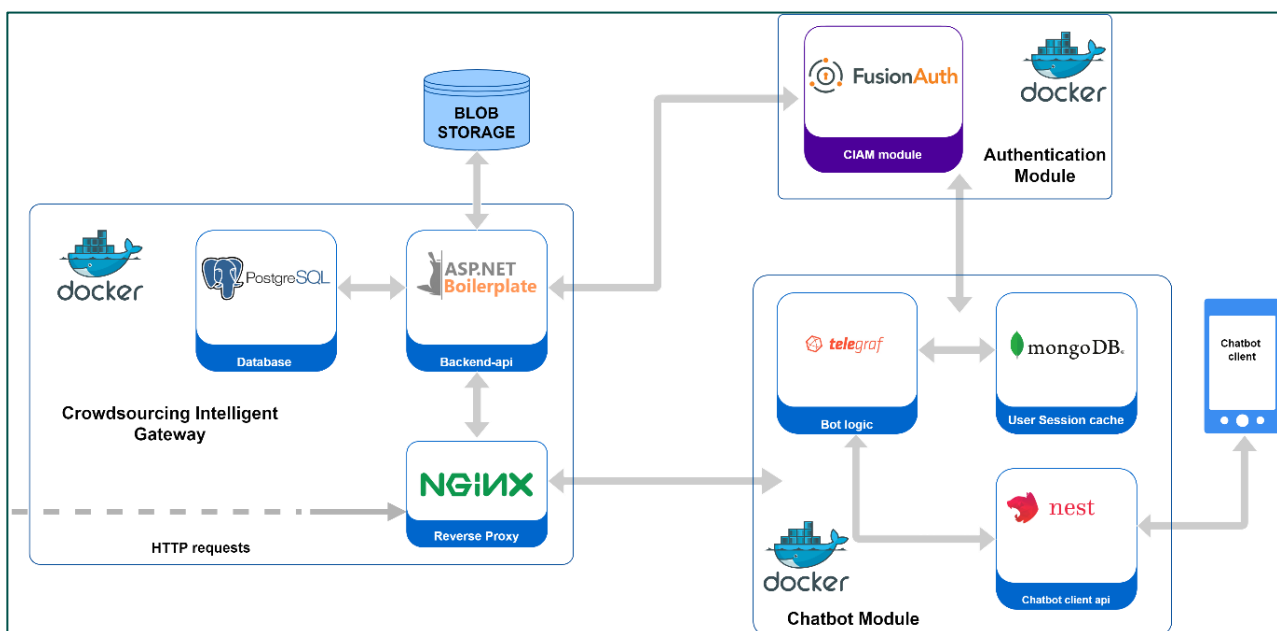 FusionAuth
docker
CIAM module
Authentication
Module
BLOB
STORAGE
docker
PostgreSQL
Database
ASP.NET
Boilerplate
Backend-api
Crowdsourcing Intelligent
Gateway
NGINX
Reverse Proxy
HTTP requests
telegraf
Bot logic
mongoDB
User Session cache
Chatbot
client
nest
Chatbot client api
docker
Chatbot Module